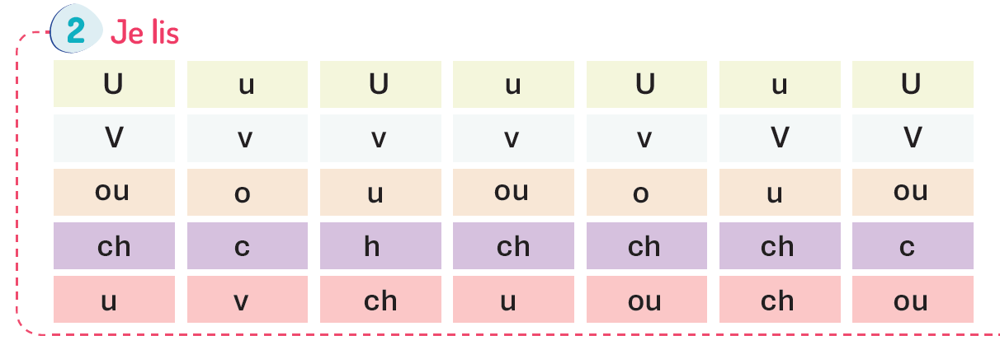 2 Je lis
U u U u U u U
V v v v v V V
ou o u ou o u ou
ch c h ch ch ch c
u v ch u ou ch ou